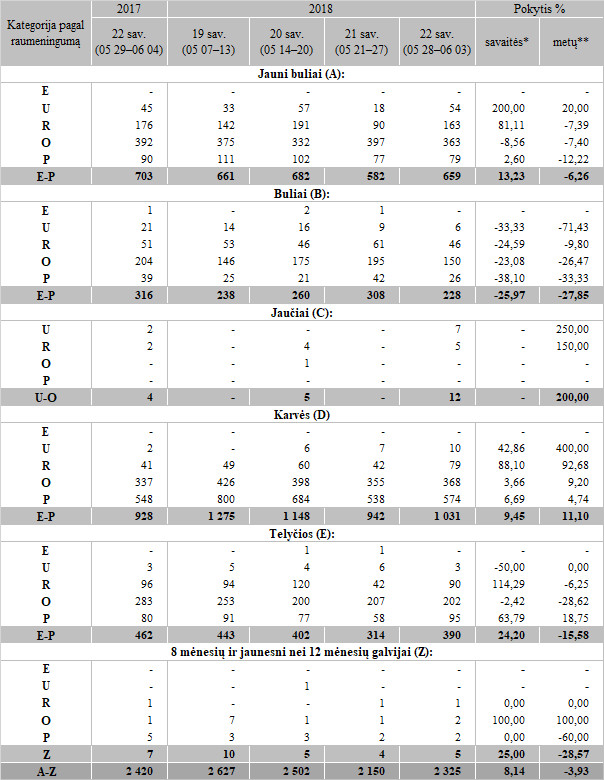 Kategorija pagal raumeningumą 2017 2018 Pokytis %
22 sav. (05 29–06 04) 19 sav. (05 07–13) 20 sav. (05 14–20) 21 sav. (05 21–27) 22 sav. (05 28–06 03) savaitės* metų**
Jauni buliai (A):
E - - - - - - -
U 45 33 57 18 54 200,00 20,00
R 176 142 191 90 163 81,11 -7,39
O 392 375 332 397 363 -8,56 -7,40
P 90 111 102 77 79 2,60 -12,22
E-P 703 661 682 582 659 13,23 -6,26
Buliai (B):
E 1 - 2 1 - - -
U 21 14 16 9 6 -33,33 -71,43
R 51 53 46 61 46 -24,59 -9,80
O 204 146 175 195 150 -23,08 -26,47
P 39 25 21 42 26 -38,10 -33,33
E-P 316 238 260 308 228 -25,97 -27,85
Jaučiai (C):
U 2 - - - 7 - 250,00
R 2 - 4 - 5 - 150,00
O - - 1 - - - -
P - - - - - - -
U-O 4 - 5 - 12 - 200,00
Karvės (D)
E - - - - - - -
U 2 - 6 7 10 42,86 400,00
R 41 49 60 42 79 88,10 92,68
O 337 426 398 355 368 3,66 9,20
P 548 800 684 538 574 6,69 4,74
E-P 928 1 275 1 148 942 1 031 9,45 11,10
Telyčios (E):
E - - 1 1 - - -
U 3 5 4 6 3 -50,00 0,00
R 96 94 120 42 90 114,29 -6,25
O 283 253 200 207 202 -2,42 -28,62
P 80 91 77 58 95 63,79 18,75
E-P 462 443 402 314 390 24,20 -15,58
8 mėnesių ir jaunesni nei 12 mėnesių galvijai (Z):
E - - - - - - -
U - - 1 - - - -
R 1 - - 1 1 0,00 0,00
O 1 7 1 1 2 100,00 100,00
P 5 3 3 2 2 0,00 -60,00
Z 7 10 5 4 5 25,00 -28,57
A-Z 2 420 2 627 2 502 2 150 2 325 8,14 -3,93